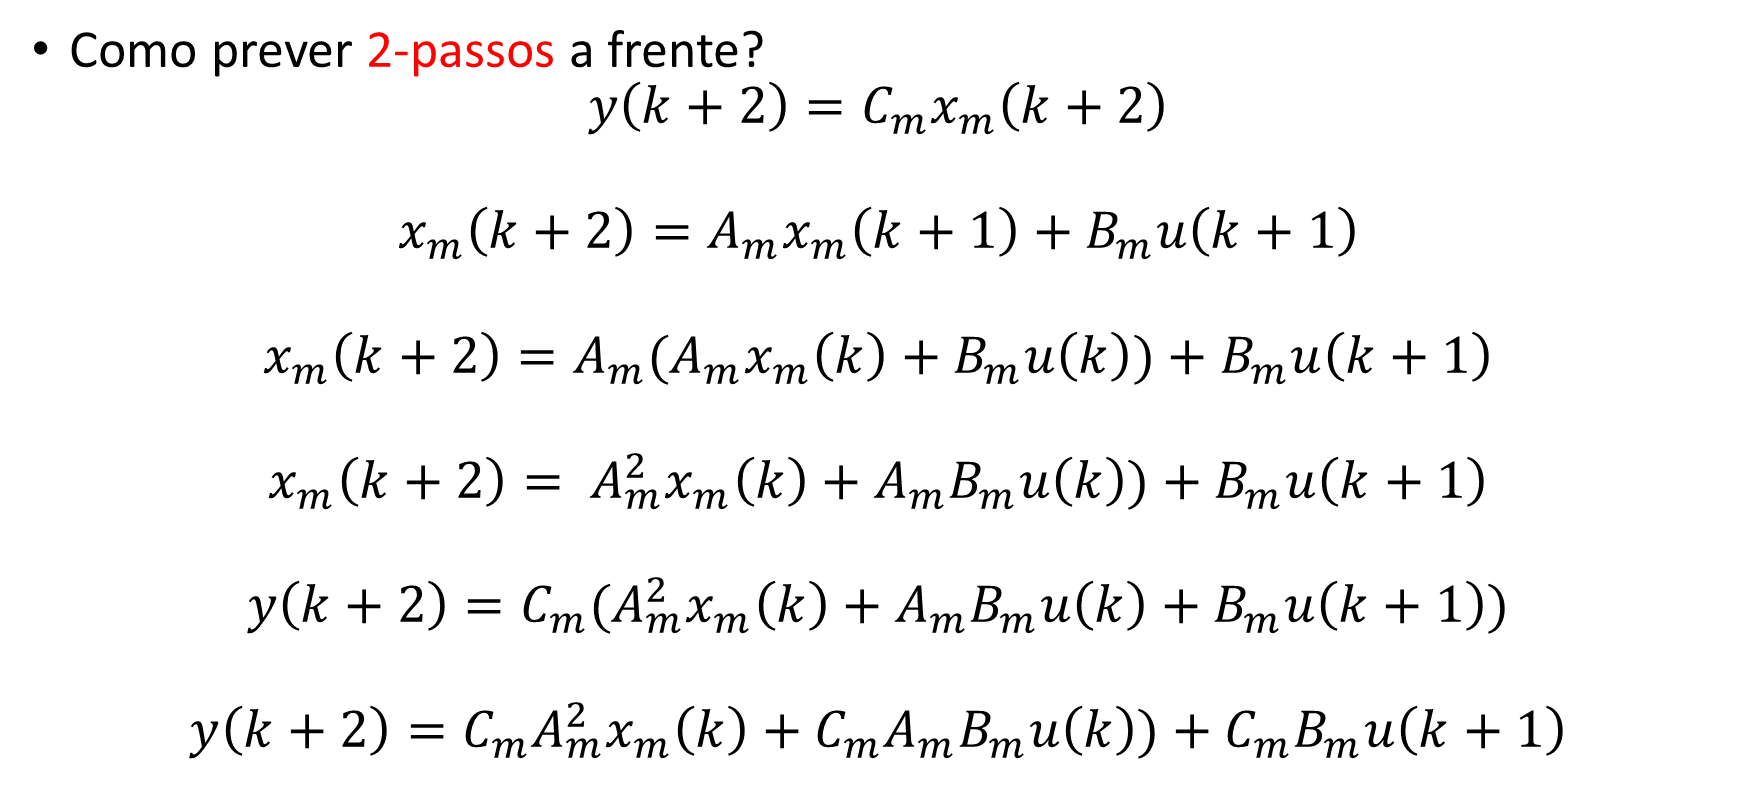 • Como prever 2-passos a frente?
y(k + 2) = C_m x_m(k + 2)
x_m(k + 2) = A_m x_m(k + 1) + B_m u(k + 1)
x_m(k + 2) = A_m(A_m x_m(k) + B_m u(k)) + B_m u(k + 1)
x_m(k + 2) = A_m^2 x_m(k) + A_m B_m u(k)) + B_m u(k + 1)
y(k + 2) = C_m(A_m^2 x_m(k) + A_m B_m u(k) + B_m u(k + 1))
y(k + 2) = C_m A_m^2 x_m(k) + C_m A_m B_m u(k)) + C_m B_m u(k + 1)